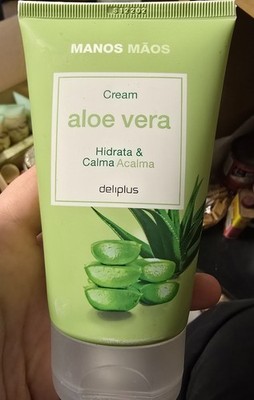 MANOS MÃOS
Cream
aloe vera
Hidrata &
Calma Acalma
deliplus